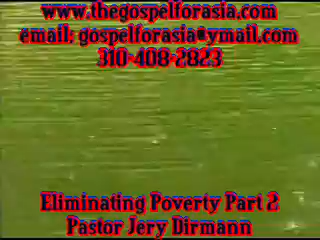 www.thegospelforasia.com
email: gospelforasia@ymail.com
310-408-2823
Eliminating Poverty Part 2
Pastor Jery Dirmann